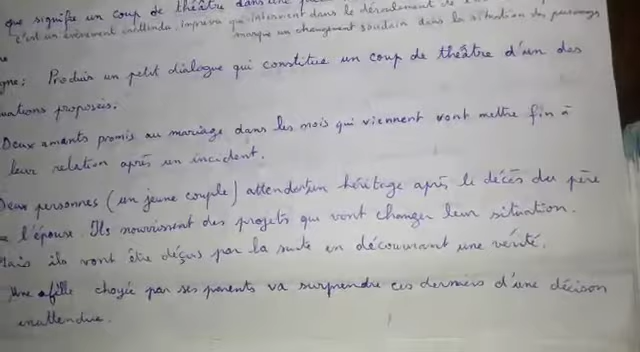 que signifie un coup de théâtre dans une
C'est un évènement inattendu, imprévu qui intervient dans le déroulement de
marque un changement soudain dans la situation des personnages
gne: Produis un petit dialogue qui constitue un coup de théâtre d'un des
uations proposées.
Deux amants promis au mariage dans les mois qui viennent vont mettre fin à
leur relation après un incident.
Deux personnes (un jeune couple) attendent un héritage après le décès du père
l'épouse. Ils nourrissent des projets qui vont changer leur situation.
Mais ils vont être déçus par la suite en découvrant une vérité.
Une fille choyée par ses parents va surprendre ces derniers d'une décision
inattendue.